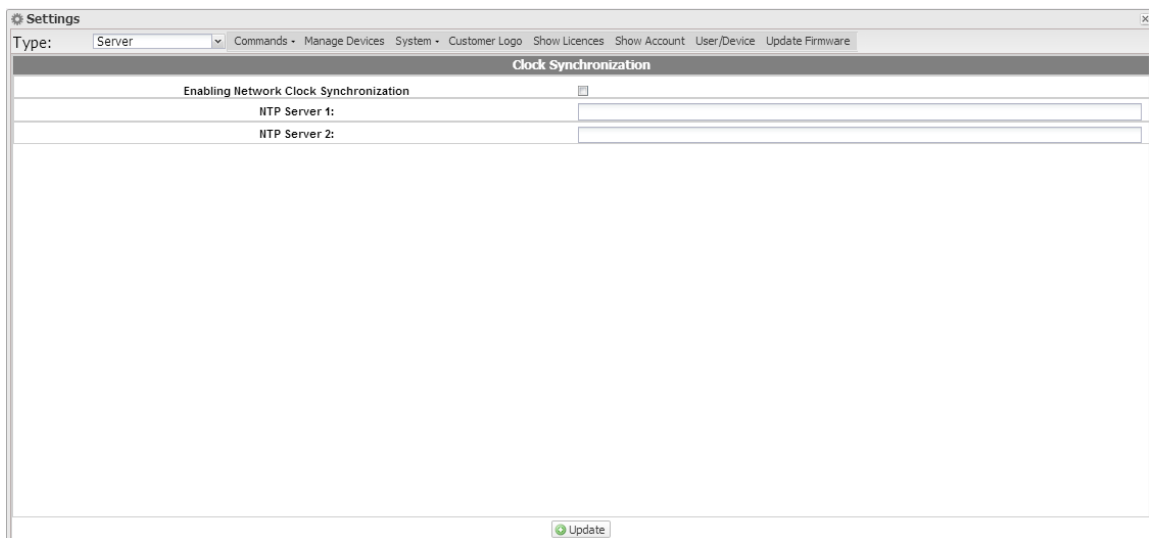 Settings
Type: Server Commands Manage Devices System Customer Logo Show Licences Show Account User/Device Update Firmware
Clock Synchronization
Enabling Network Clock Synchronization
NTP Server 1:
NTP Server 2:
Update